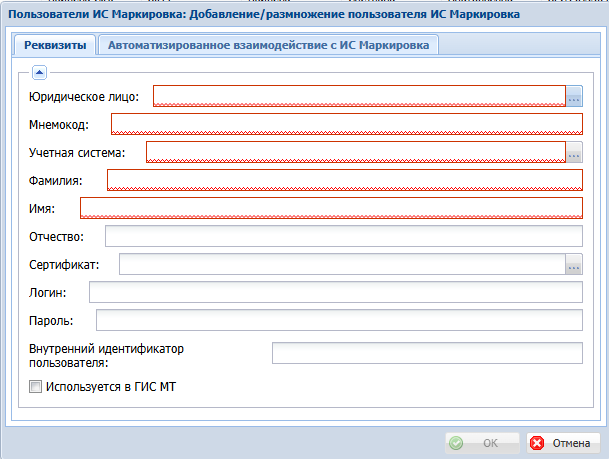 Пользователи ИС Маркировка: Добавление/размножение пользователя ИС Маркировка
Реквизиты
Автоматизированное взаимодействие с ИС Маркировка
Юридическое лицо:
...
Мнемокод:
Учетная система:
...
Фамилия:
Имя:
Отчество:
Сертификат:
...
Логин:
Пароль:
Внутренний идентификатор
пользователя:
Используется в ГИС МТ
ОК
Отмена